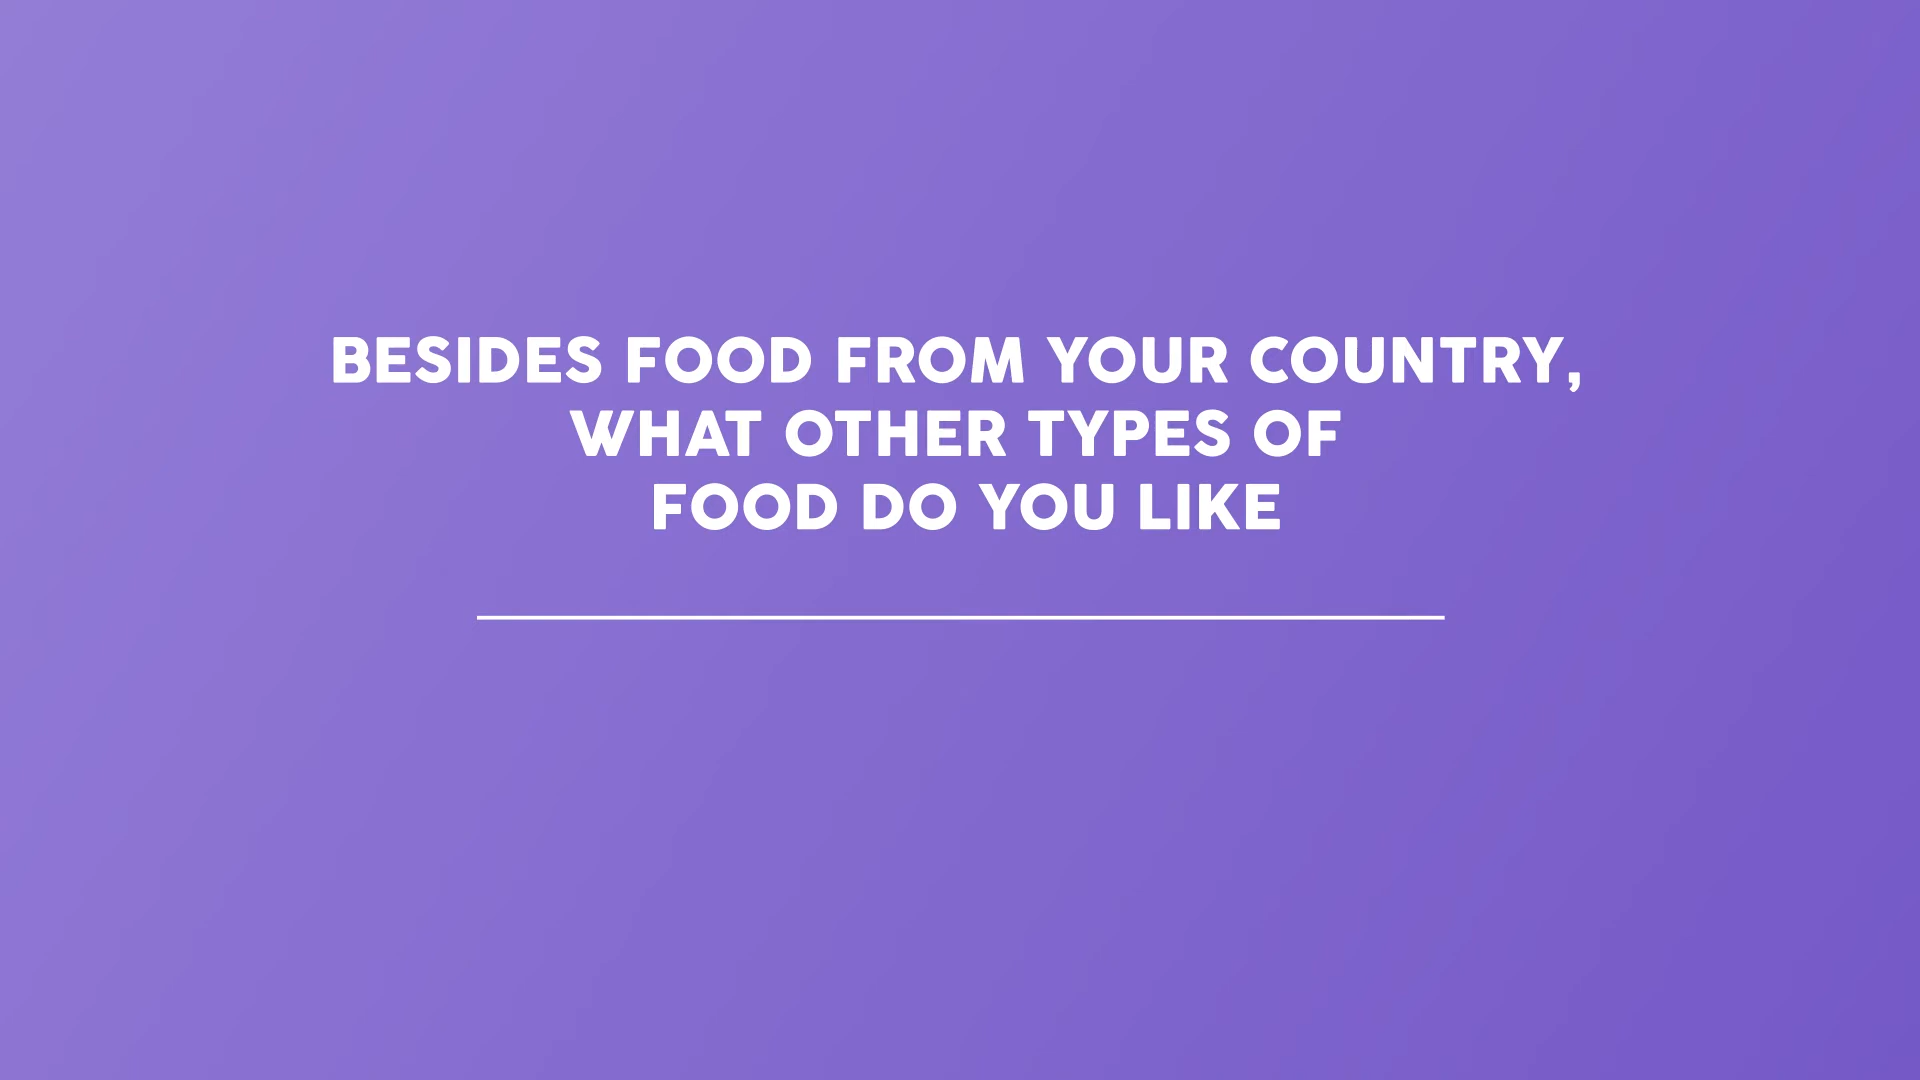 BESIDES FOOD FROM YOUR COUNTRY,
WHAT OTHER TYPES OF
FOOD DO YOU LIKE